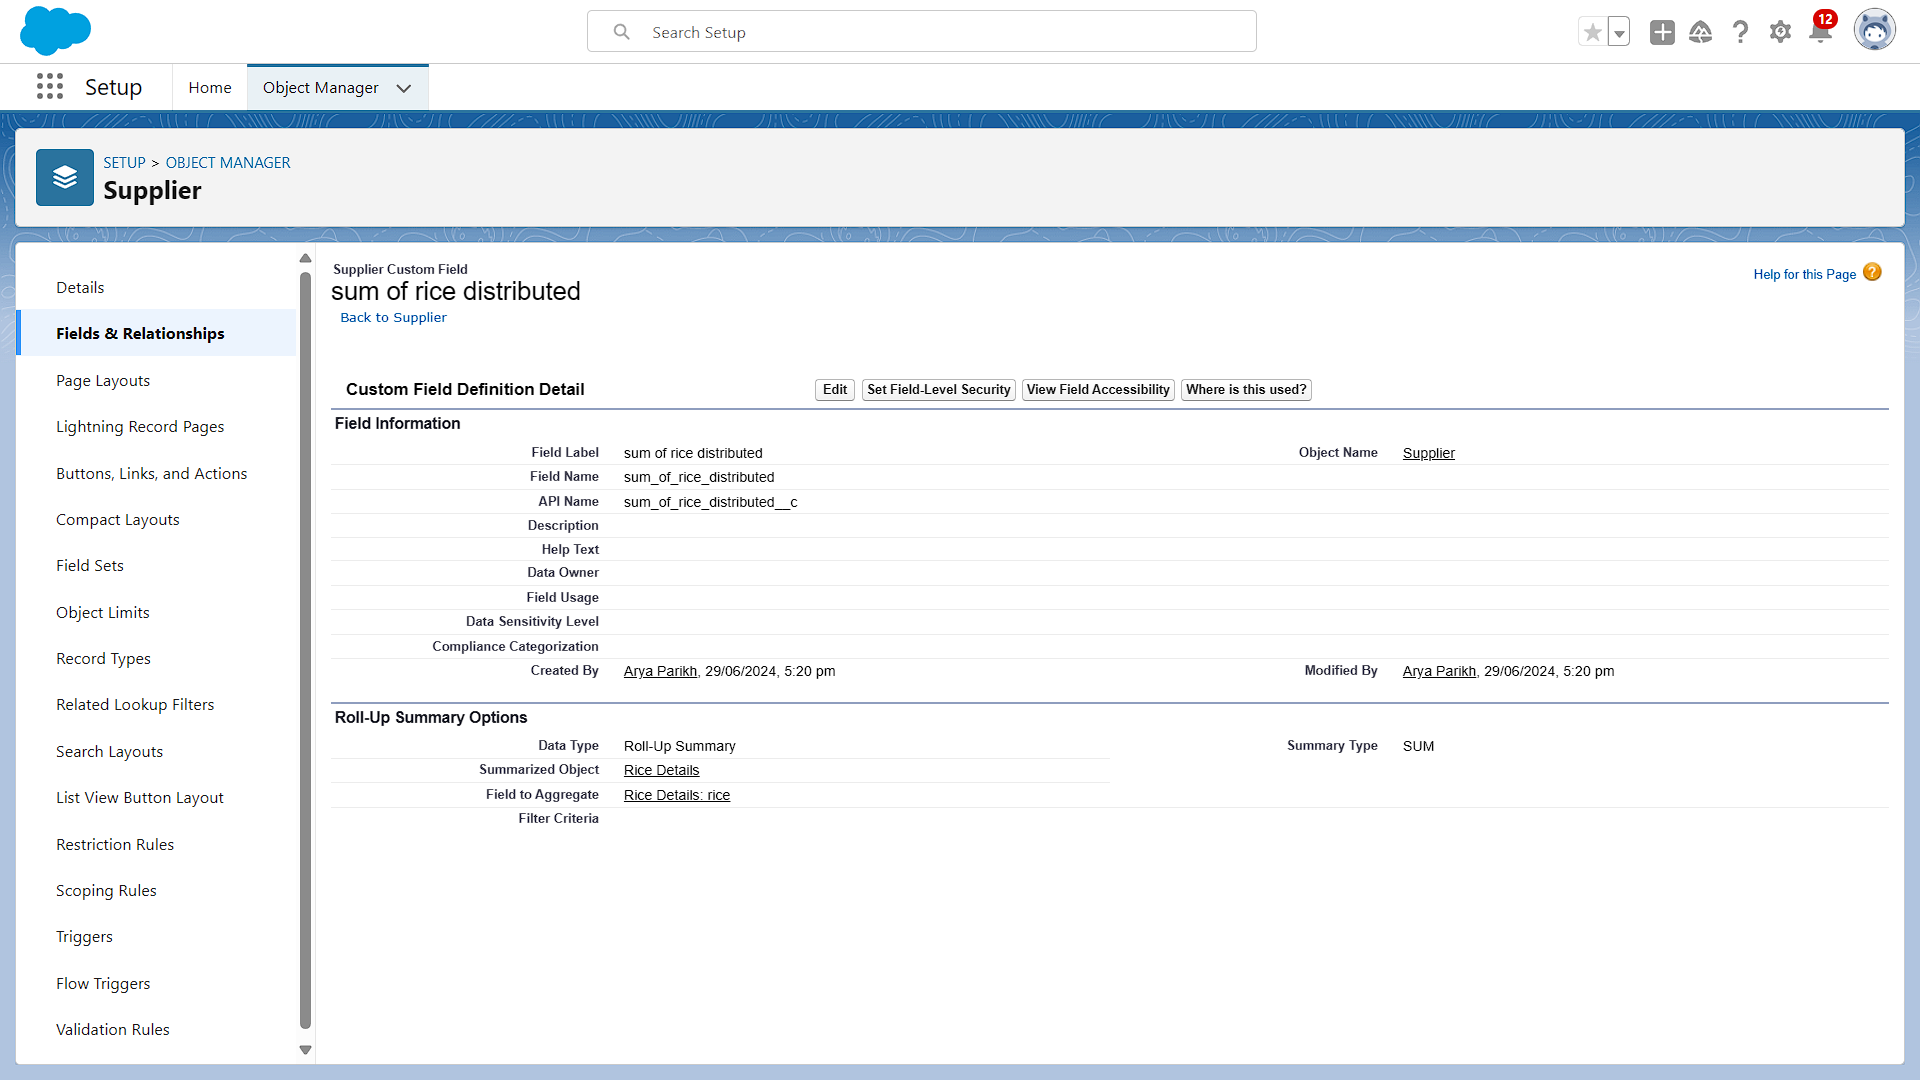 Search Setup
12
Setup
Home
Object Manager
SETUP > OBJECT MANAGER
Supplier
Details
Fields & Relationships
Page Layouts
Lightning Record Pages
Buttons, Links, and Actions
Compact Layouts
Field Sets
Object Limits
Record Types
Related Lookup Filters
Search Layouts
List View Button Layout
Restriction Rules
Scoping Rules
Triggers
Flow Triggers
Validation Rules
Supplier Custom Field
sum of rice distributed
Back to Supplier
Help for this Page ?
Custom Field Definition Detail Edit Set Field-Level Security View Field Accessibility Where is this used?
Field Information
Field Label sum of rice distributed Object Name Supplier
Field Name sum_of_rice_distributed
API Name sum_of_rice_distributed__c
Description
Help Text
Data Owner
Field Usage
Data Sensitivity Level
Compliance Categorization
Created By Arya Parikh, 29/06/2024, 5:20 pm Modified By Arya Parikh, 29/06/2024, 5:20 pm
Roll-Up Summary Options
Data Type Roll-Up Summary Summary Type SUM
Summarized Object Rice Details
Field to Aggregate Rice Details: rice
Filter Criteria